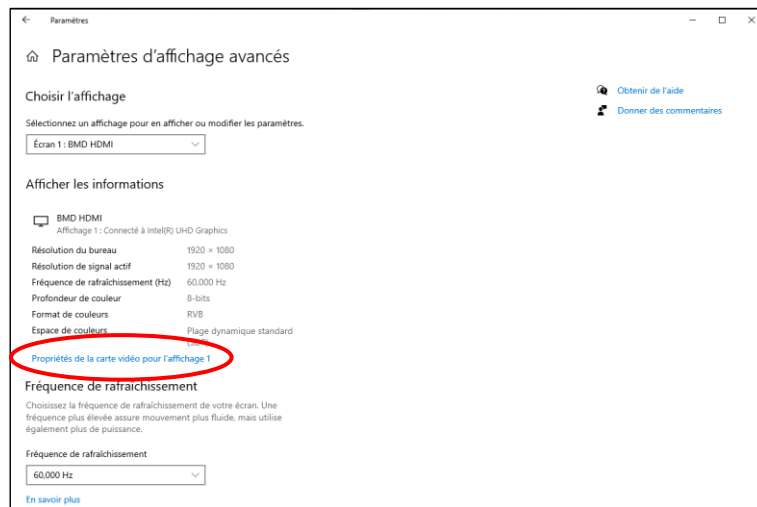 Paramètres
Paramètres d'affichage avancés
Choisir l'affichage
Sélectionnez un affichage pour en afficher ou modifier les paramètres.
Écran 1 : BMD HDMI
Afficher les informations
BMD HDMI
Affichage 1 : Connecté à Intel(R) UHD Graphics
Résolution du bureau 1920 × 1080
Résolution de signal actif 1920 × 1080
Fréquence de rafraîchissement (Hz) 60,000 Hz
Profondeur de couleur 8-bits
Format de couleurs RVB
Espace de couleurs Plage dynamique standard
Propriétés de la carte vidéo pour l'affichage 1
Fréquence de rafraîchissement
Choisissez la fréquence de rafraîchissement de votre écran. Une
fréquence plus élevée assure mouvement plus fluide, mais utilise
également plus de puissance.
Fréquence de rafraîchissement
60,000 Hz
En savoir plus
Obtenir de l'aide
Donner des commentaires